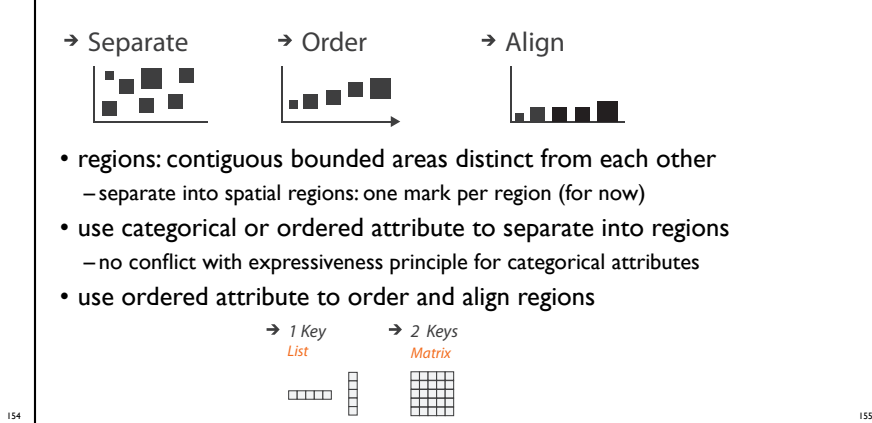 ➔ Separate ➔ Order ➔ Align
• regions: contiguous bounded areas distinct from each other
– separate into spatial regions: one mark per region (for now)
• use categorical or ordered attribute to separate into regions
– no conflict with expressiveness principle for categorical attributes
• use ordered attribute to order and align regions
➔ 1 Key ➔ 2 Keys
List Matrix
154 155